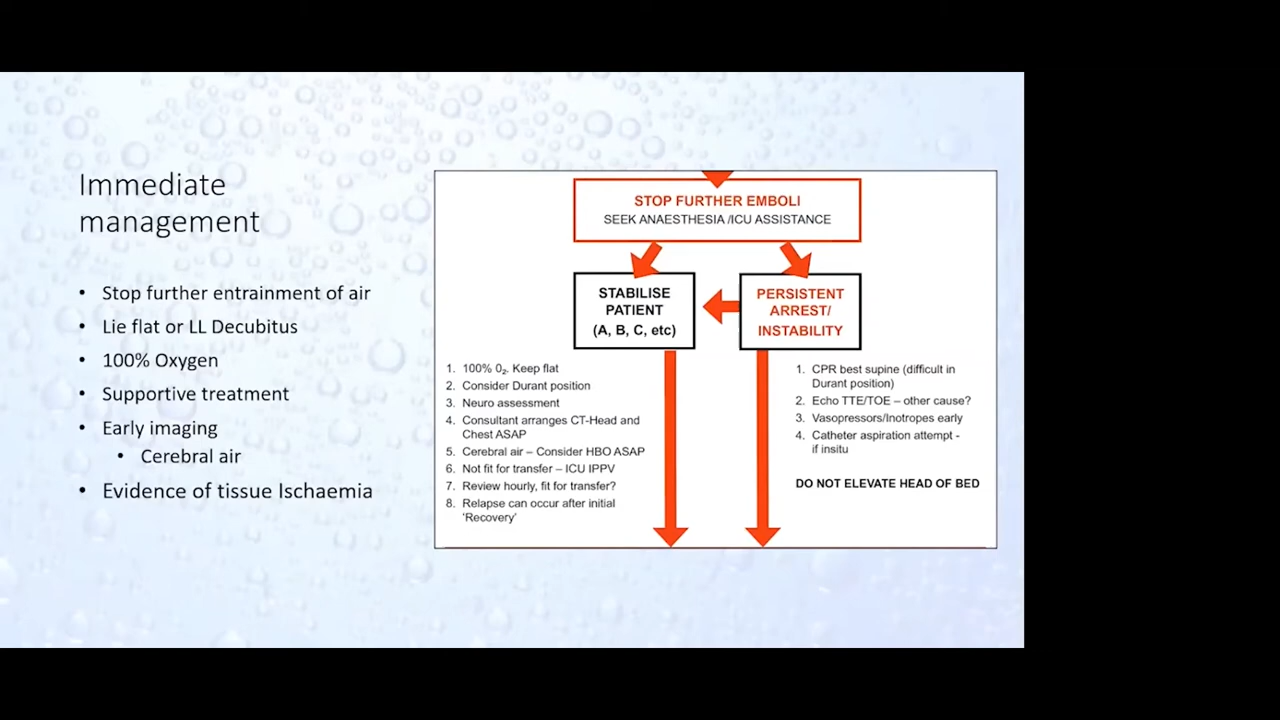 Immediate
management
• Stop further entrainment of air
• Lie flat or LL Decubitus
• 100% Oxygen
• Supportive treatment
• Early imaging
• Cerebral air
• Evidence of tissue Ischaemia
STOP FURTHER EMBOLI
SEEK ANAESTHESIA /ICU ASSISTANCE
STABILISE
PATIENT
(A, B, C, etc)
PERSISTENT
ARREST/
INSTABILITY
1. 100% 0₂. Keep flat
2. Consider Durant position
3. Neuro assessment
4. Consultant arranges CT-Head and
Chest ASAP
5. Cerebral air – Consider HBO ASAP
6. Not fit for transfer – ICU IPPV
7. Review hourly, fit for transfer?
8. Relapse can occur after initial
'Recovery'
1. CPR best supine (difficult in
Durant position)
2. Echo TTE/TOE – other cause?
3. Vasopressors/Inotropes early
4. Catheter aspiration attempt -
if insitu
DO NOT ELEVATE HEAD OF BED